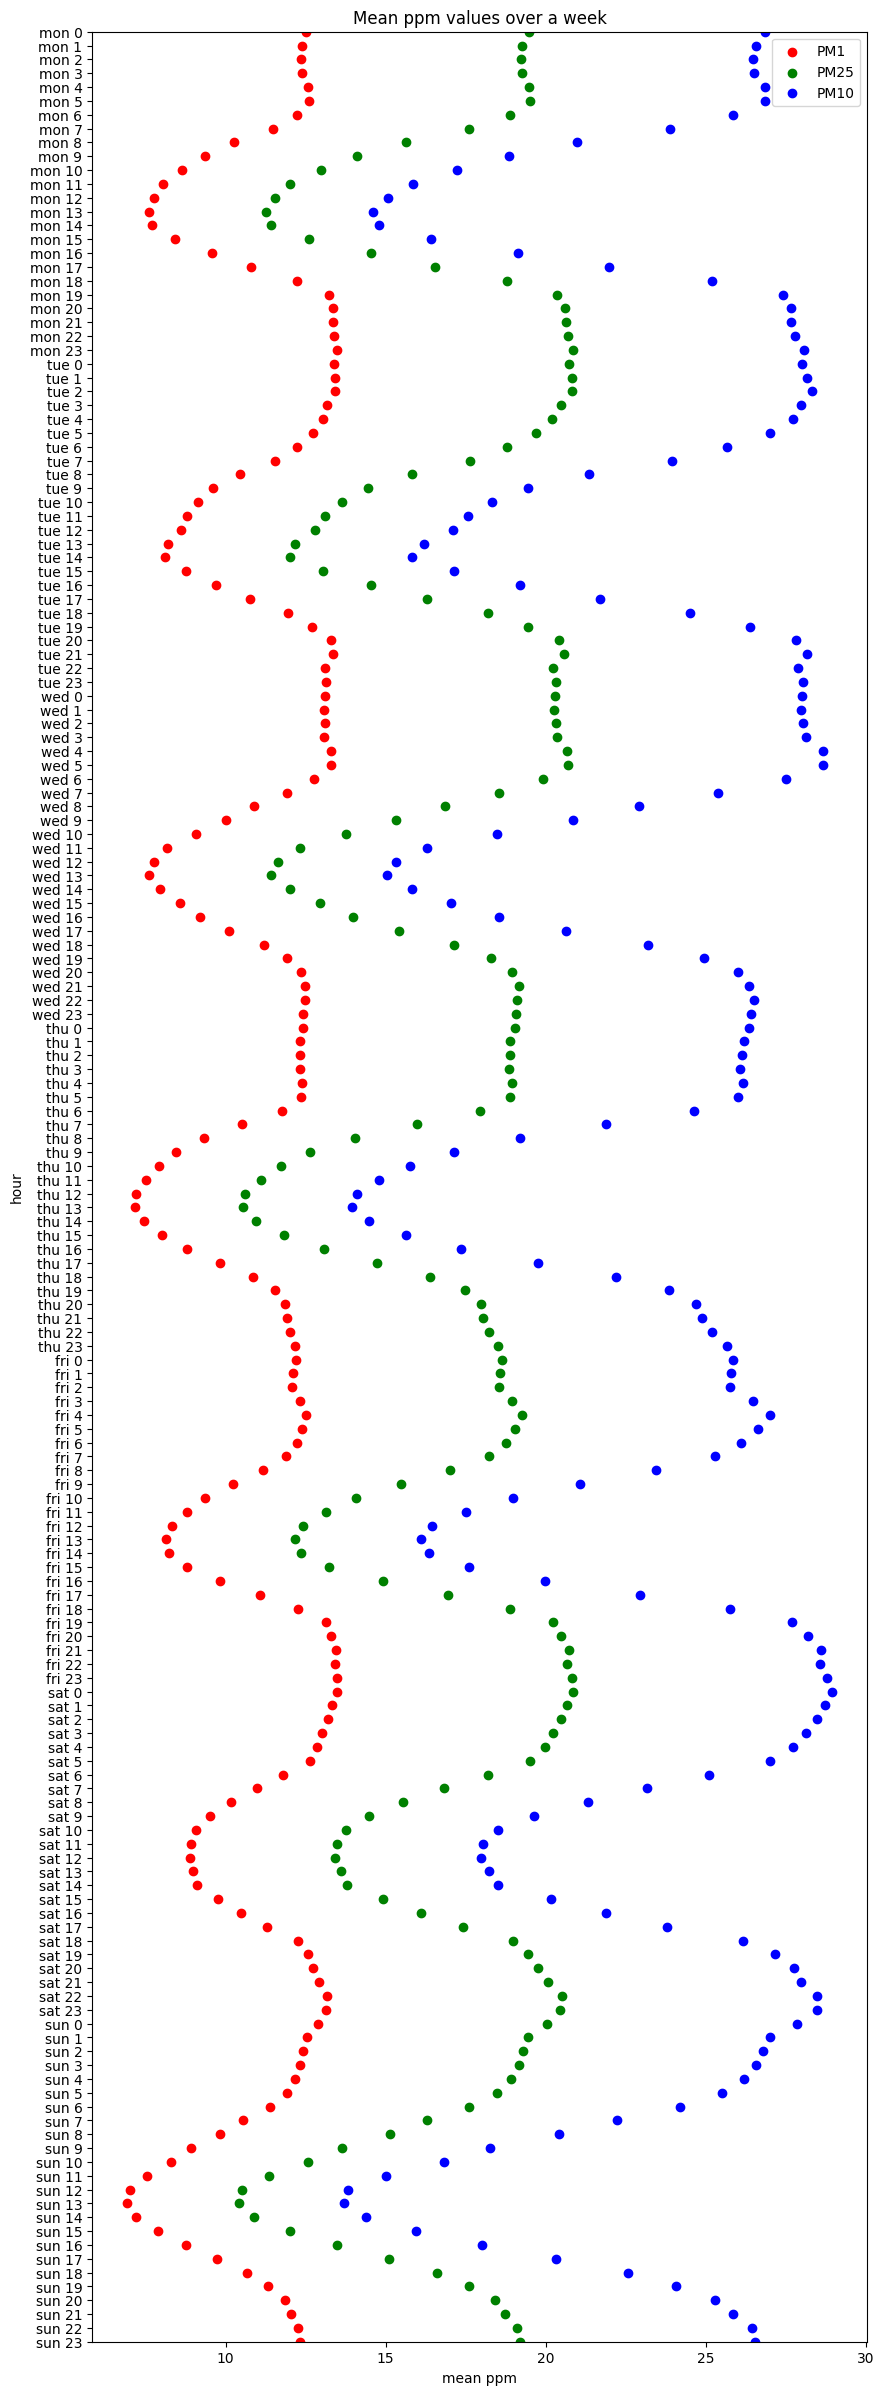 Mean ppm values over a week
PM1
PM25
PM10
mon 0
mon 1
mon 2
mon 3
mon 4
mon 5
mon 6
mon 7
mon 8
mon 9
mon 10
mon 11
mon 12
mon 13
mon 14
mon 15
mon 16
mon 17
mon 18
mon 19
mon 20
mon 21
mon 22
mon 23
tue 0
tue 1
tue 2
tue 3
tue 4
tue 5
tue 6
tue 7
tue 8
tue 9
tue 10
tue 11
tue 12
tue 13
tue 14
tue 15
tue 16
tue 17
tue 18
tue 19
tue 20
tue 21
tue 22
tue 23
wed 0
wed 1
wed 2
wed 3
wed 4
wed 5
wed 6
wed 7
wed 8
wed 9
wed 10
wed 11
wed 12
wed 13
wed 14
wed 15
wed 16
wed 17
wed 18
wed 19
wed 20
wed 21
wed 22
wed 23
thu 0
thu 1
thu 2
thu 3
thu 4
thu 5
thu 6
thu 7
thu 8
thu 9
thu 10
thu 11
thu 12
thu 13
thu 14
thu 15
thu 16
thu 17
thu 18
thu 19
thu 20
thu 21
thu 22
thu 23
fri 0
fri 1
fri 2
fri 3
fri 4
fri 5
fri 6
fri 7
fri 8
fri 9
fri 10
fri 11
fri 12
fri 13
fri 14
fri 15
fri 16
fri 17
fri 18
fri 19
fri 20
fri 21
fri 22
fri 23
sat 0
sat 1
sat 2
sat 3
sat 4
sat 5
sat 6
sat 7
sat 8
sat 9
sat 10
sat 11
sat 12
sat 13
sat 14
sat 15
sat 16
sat 17
sat 18
sat 19
sat 20
sat 21
sat 22
sat 23
sun 0
sun 1
sun 2
sun 3
sun 4
sun 5
sun 6
sun 7
sun 8
sun 9
sun 10
sun 11
sun 12
sun 13
sun 14
sun 15
sun 16
sun 17
sun 18
sun 19
sun 20
sun 21
sun 22
sun 23
hour
10 15 20 25 30
mean ppm